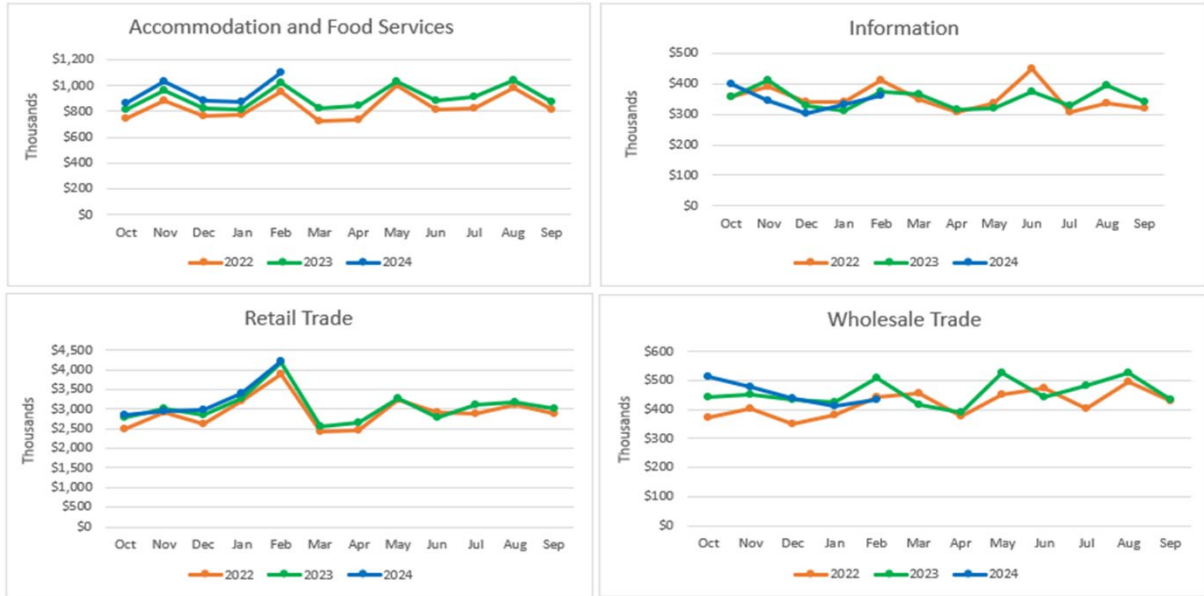 Accommodation and Food Services
$1,200
$1,000
$800
$600
$400
$200
$0
Thousands
Oct Nov Dec Jan Feb Mar Apr May Jun Jul Aug Sep
2022 2023 2024
Information
$500
$400
$300
$200
$100
$0
Thousands
Oct Nov Dec Jan Feb Mar Apr May Jun Jul Aug Sep
2022 2023 2024
Retail Trade
$4,500
$4,000
$3,500
$3,000
$2,500
$2,000
$1,500
$1,000
$500
$0
Thousands
Oct Nov Dec Jan Feb Mar Apr May Jun Jul Aug Sep
2022 2023 2024
Wholesale Trade
$600
$500
$400
$300
$200
$100
$0
Thousands
Oct Nov Dec Jan Feb Mar Apr May Jun Jul Aug Sep
2022 2023 2024